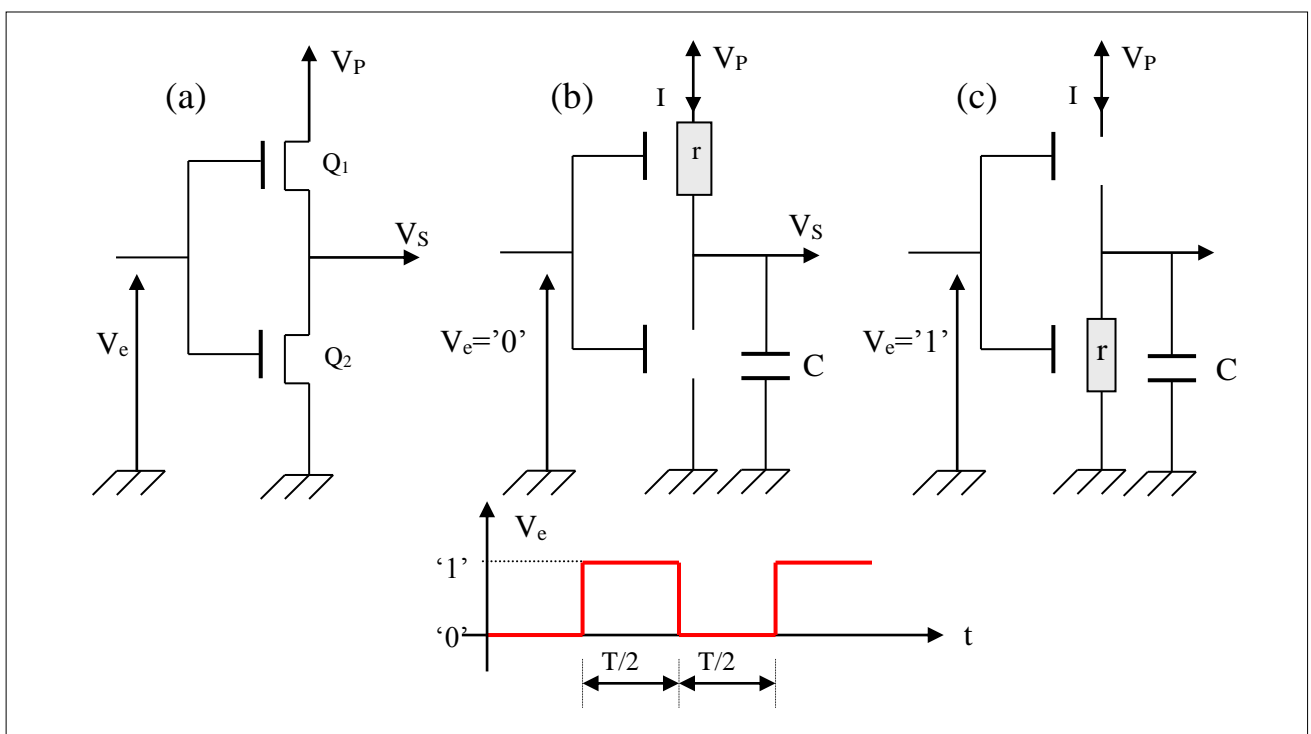 (a)
V_P
Q₁
V_S
V_e
Q₂
(b)
I
V_P
r
V_S
V_e='0'
C
(c)
I
V_P
V_e='1'
r
C
V_e
'1'
'0'
t
T/2 T/2